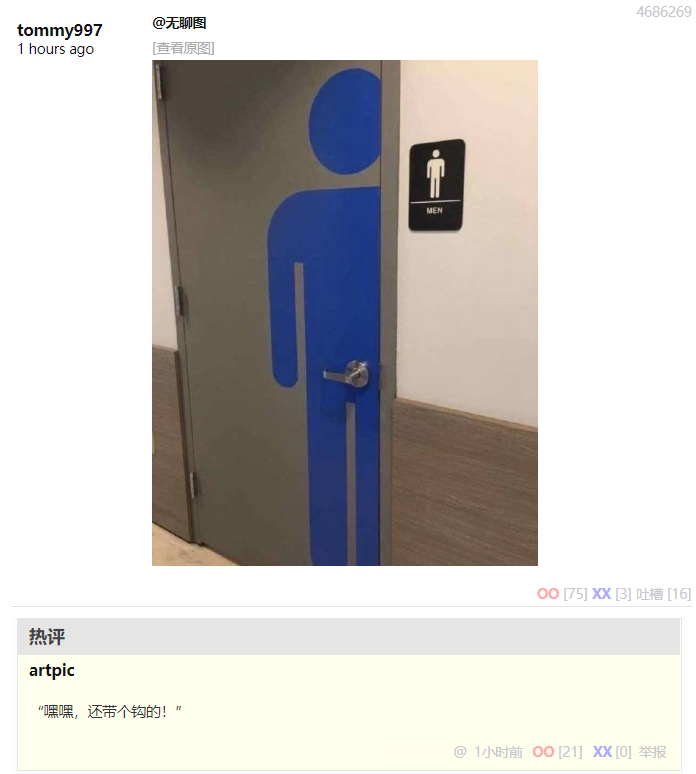 4686269
tommy997
1 hours ago
@无聊图
[查看原图]
MEN
OO [75] XX [3] 吐槽 [16]
热评
artpic
“嘿嘿，还带个钩的！”
@ 1小时前 OO [21] XX [0] 举报